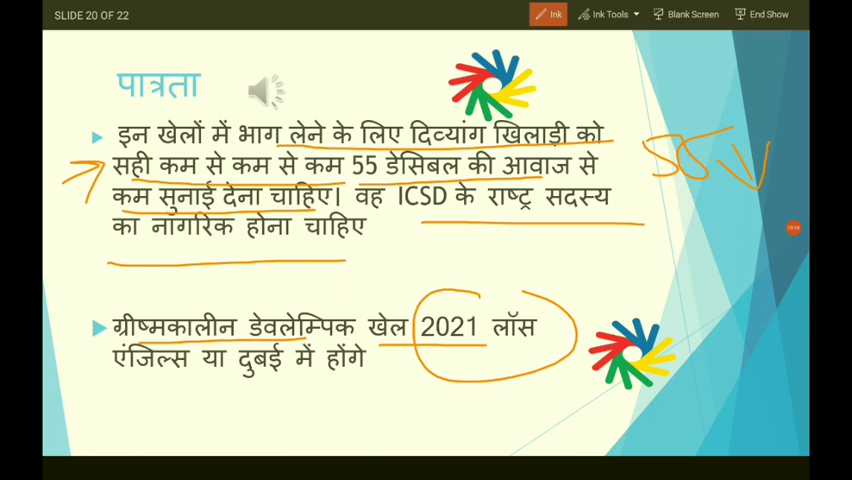 SLIDE 20 OF 22
Ink
Ink Tools
Blank Screen
End Show
पात्रता
इन खेलों में भाग लेने के लिए दिव्यांग खिलाड़ी को
सही कम से कम से कम 55 डेसिबल की आवाज से
कम सुनाई देना चाहिए। वह ICSD के राष्ट्र सदस्य
का नागरिक होना चाहिए
ग्रीष्मकालीन डेवलेम्पिक खेल 2021 लॉस
एंजिल्स या दुबई में होंगे